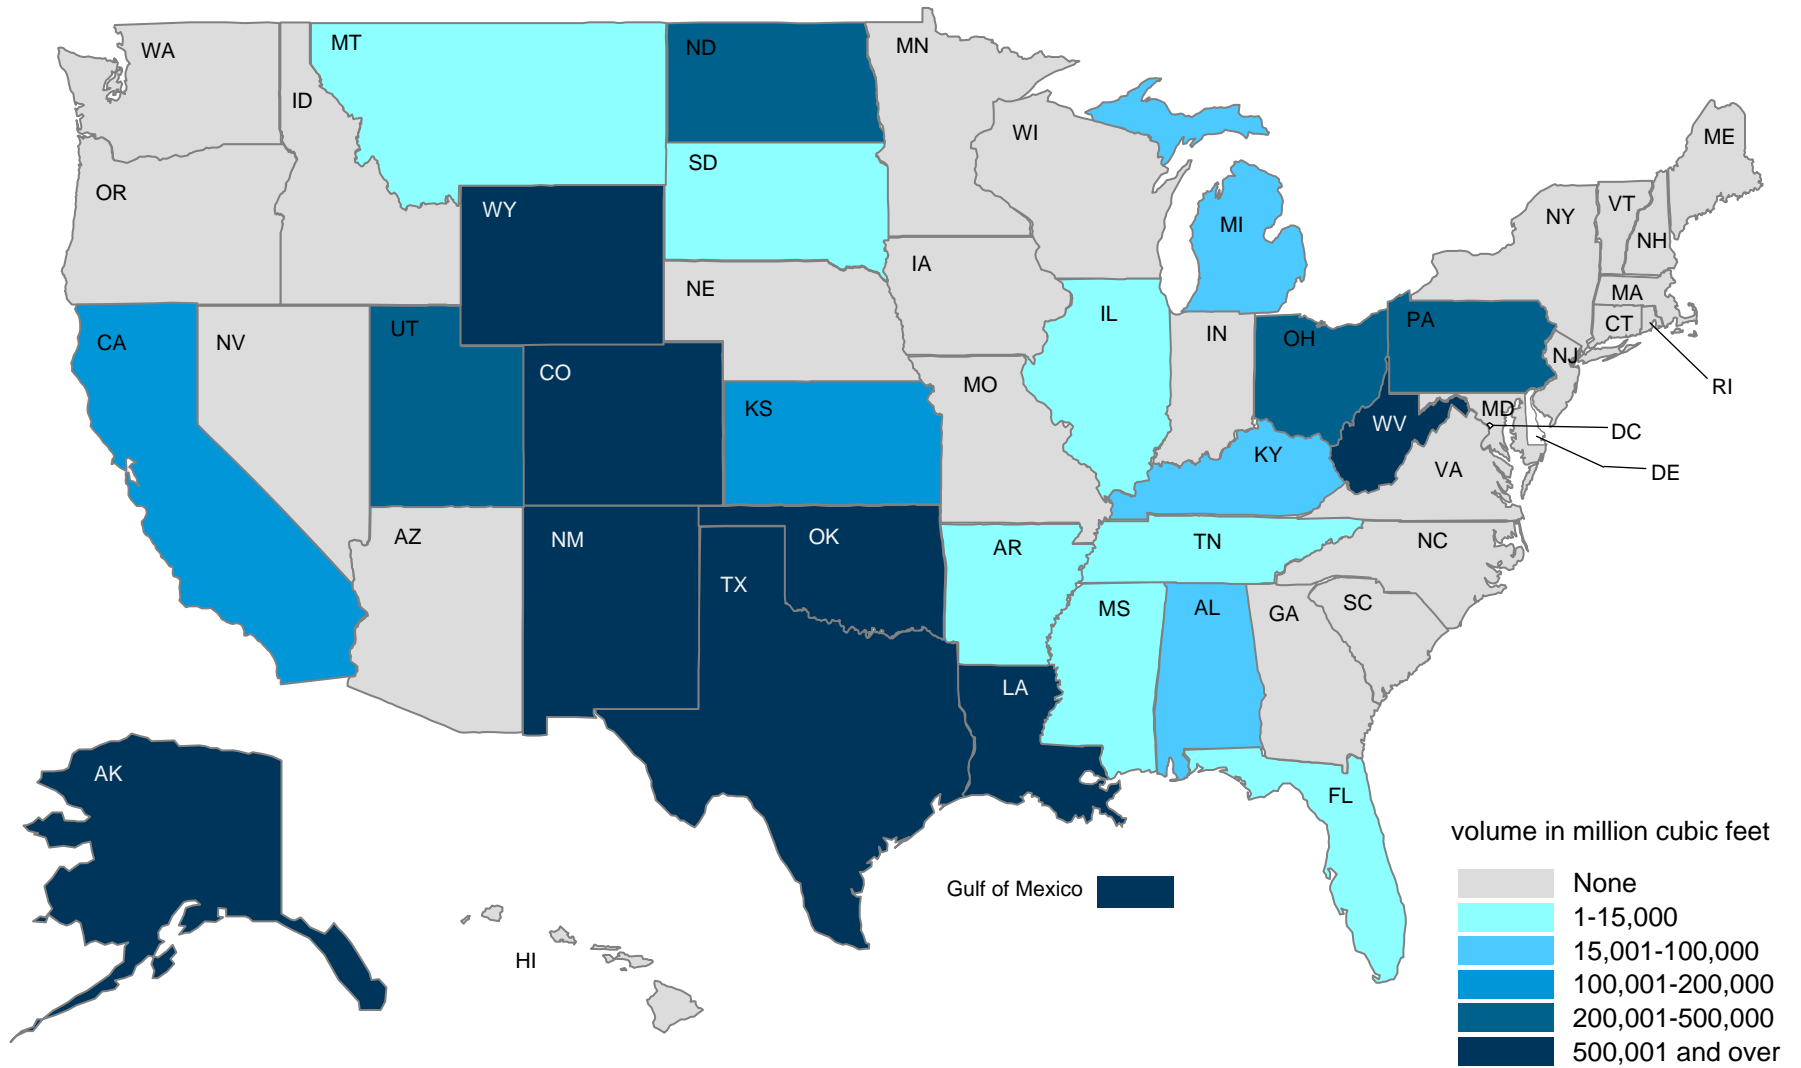 WA
MT
ND
MN
ID
WI
ME
SD
OR
WY
NY
VT
MI
NH
IA
NE
MA
IL
CT
PA
UT
IN
OH
CA
NV
NJ
CO
MO
RI
KS
MD
WV
DC
KY
VA
DE
AZ
NM
OK
AR
TN
NC
TX
MS
AL
GA
SC
LA
AK
FL
volume in million cubic feet
Gulf of Mexico
None
1-15,000
15,001-100,000
HI
100,001-200,000
200,001-500,000
500,001 and over